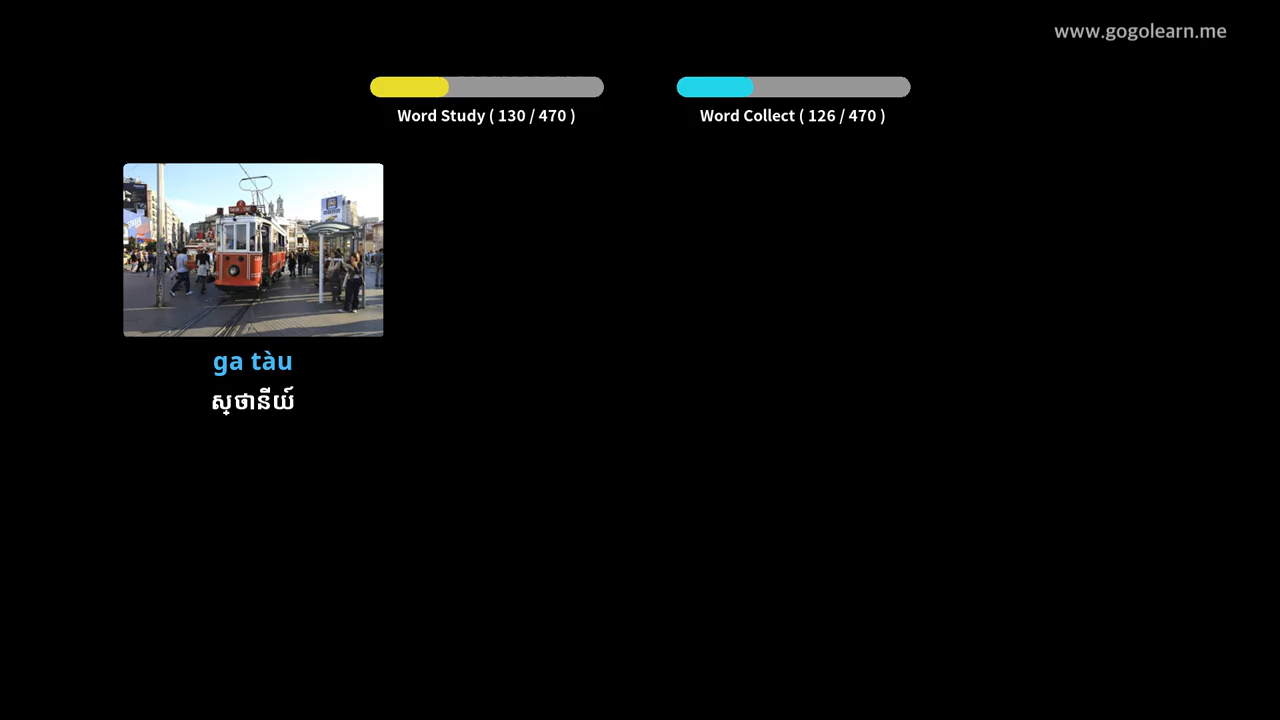 www.gogolearn.me
Word Study ( 130 / 470 )
Word Collect ( 126 / 470 )
ga tàu
ស្ថានីយ៍